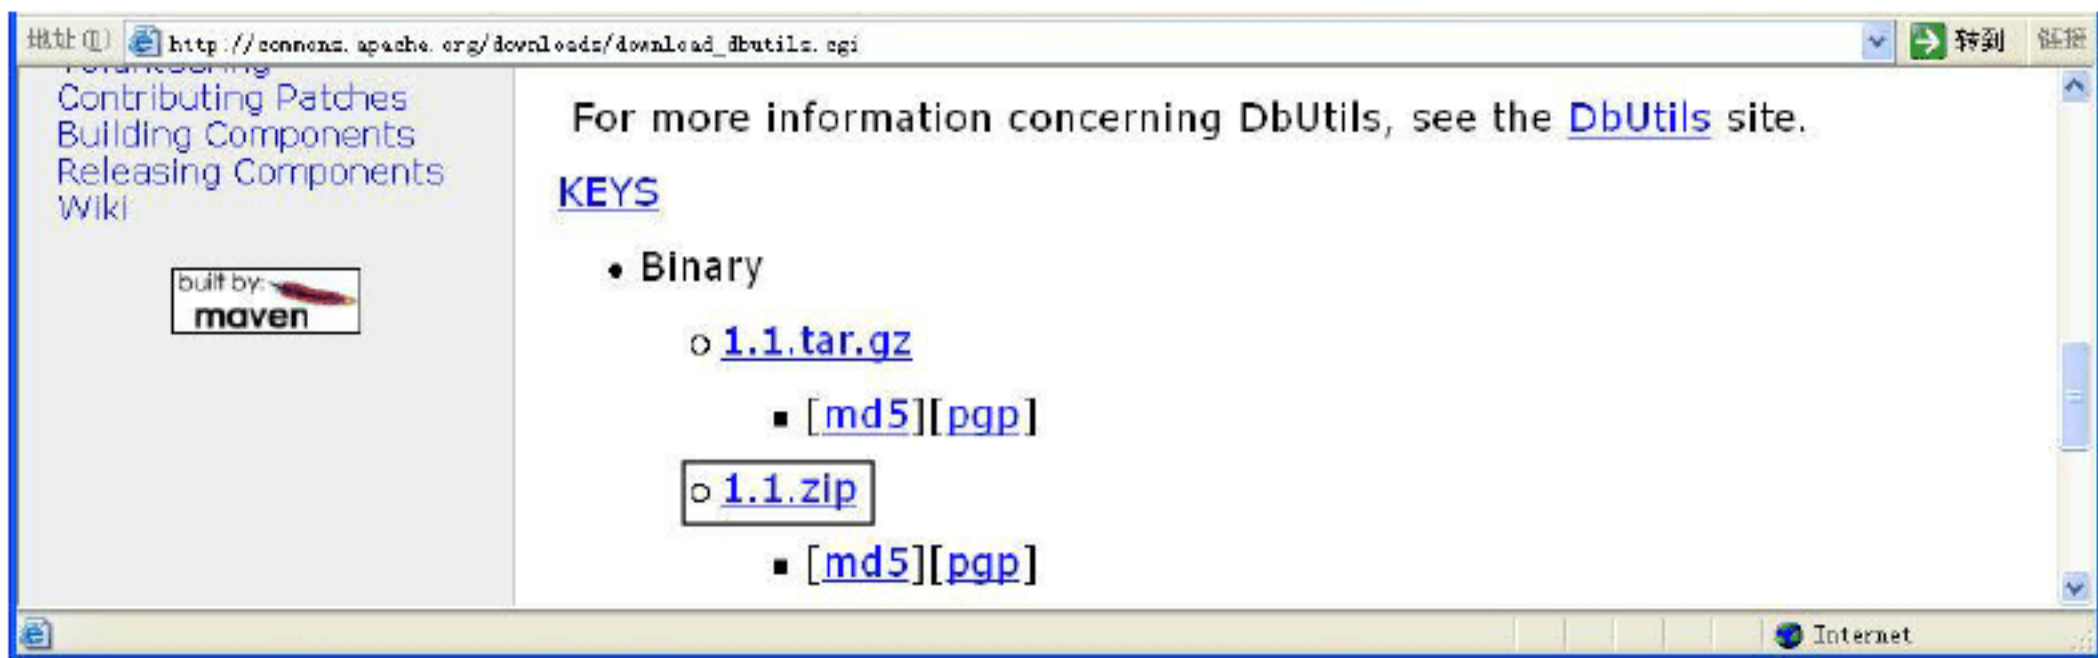 地址(D) http://commons.apache.org/downloads/download_dbutils.cgi 转到 链接
Contributing Patches
Building Components
Releasing Components
Wiki
built by:
maven
For more information concerning DbUtils, see the DbUtils site.
KEYS
• Binary
○ 1.1.tar.gz
▪ [md5][pgp]
○ 1.1.zip
▪ [md5][pgp]
Internet